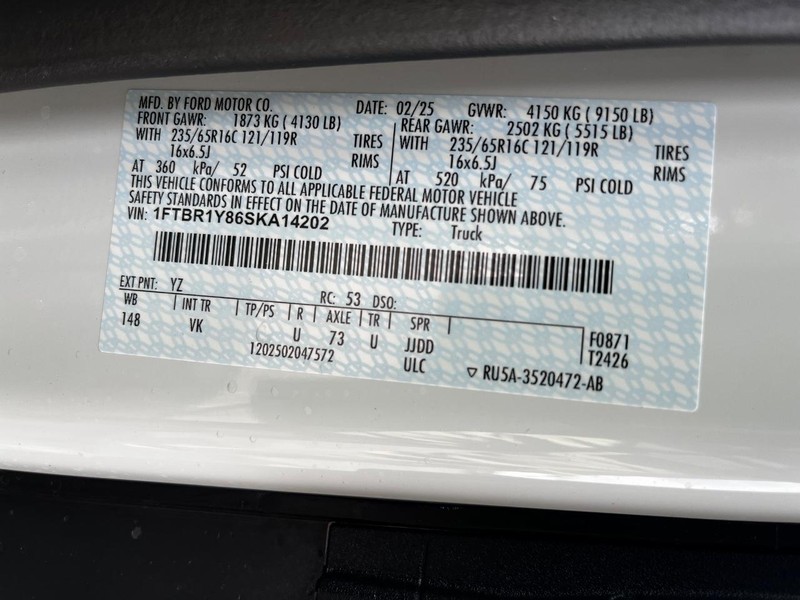 MFD. BY FORD MOTOR CO. DATE: 02/25 GVWR: 4150 KG ( 9150 LB)
FRONT GAWR: 1873 KG ( 4130 LB) REAR GAWR: 2502 KG ( 5515 LB)
WITH 235/65R16C 121/119R TIRES WITH 235/65R16C 121/119R TIRES
16x6.5J RIMS 16x6.5J RIMS
AT 360 kPa/ 52 PSI COLD AT 520 kPa/ 75 PSI COLD
THIS VEHICLE CONFORMS TO ALL APPLICABLE FEDERAL MOTOR VEHICLE
SAFETY STANDARDS IN EFFECT ON THE DATE OF MANUFACTURE SHOWN ABOVE.
VIN: 1FTBR1Y86SKA14202 TYPE: Truck
EXT PNT: YZ RC: 53 DSO:
WB INT TR TP/PS R AXLE TR SPR F0871
148 VK U 73 U JJDD T2426
1202502047572 ULC RU5A-3520472-AB